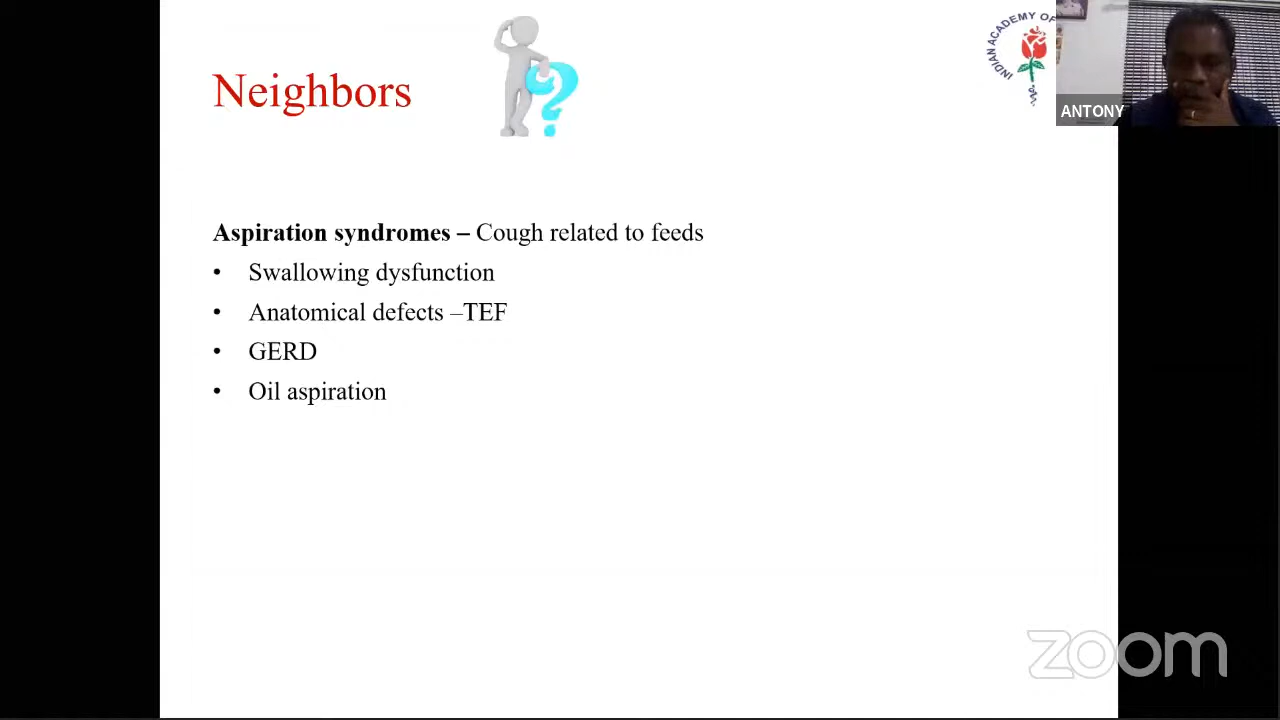 Neighbors
INDIAN ACADEMY OF
ANTONY
Aspiration syndromes – Cough related to feeds
• Swallowing dysfunction
• Anatomical defects –TEF
• GERD
• Oil aspiration
zoom